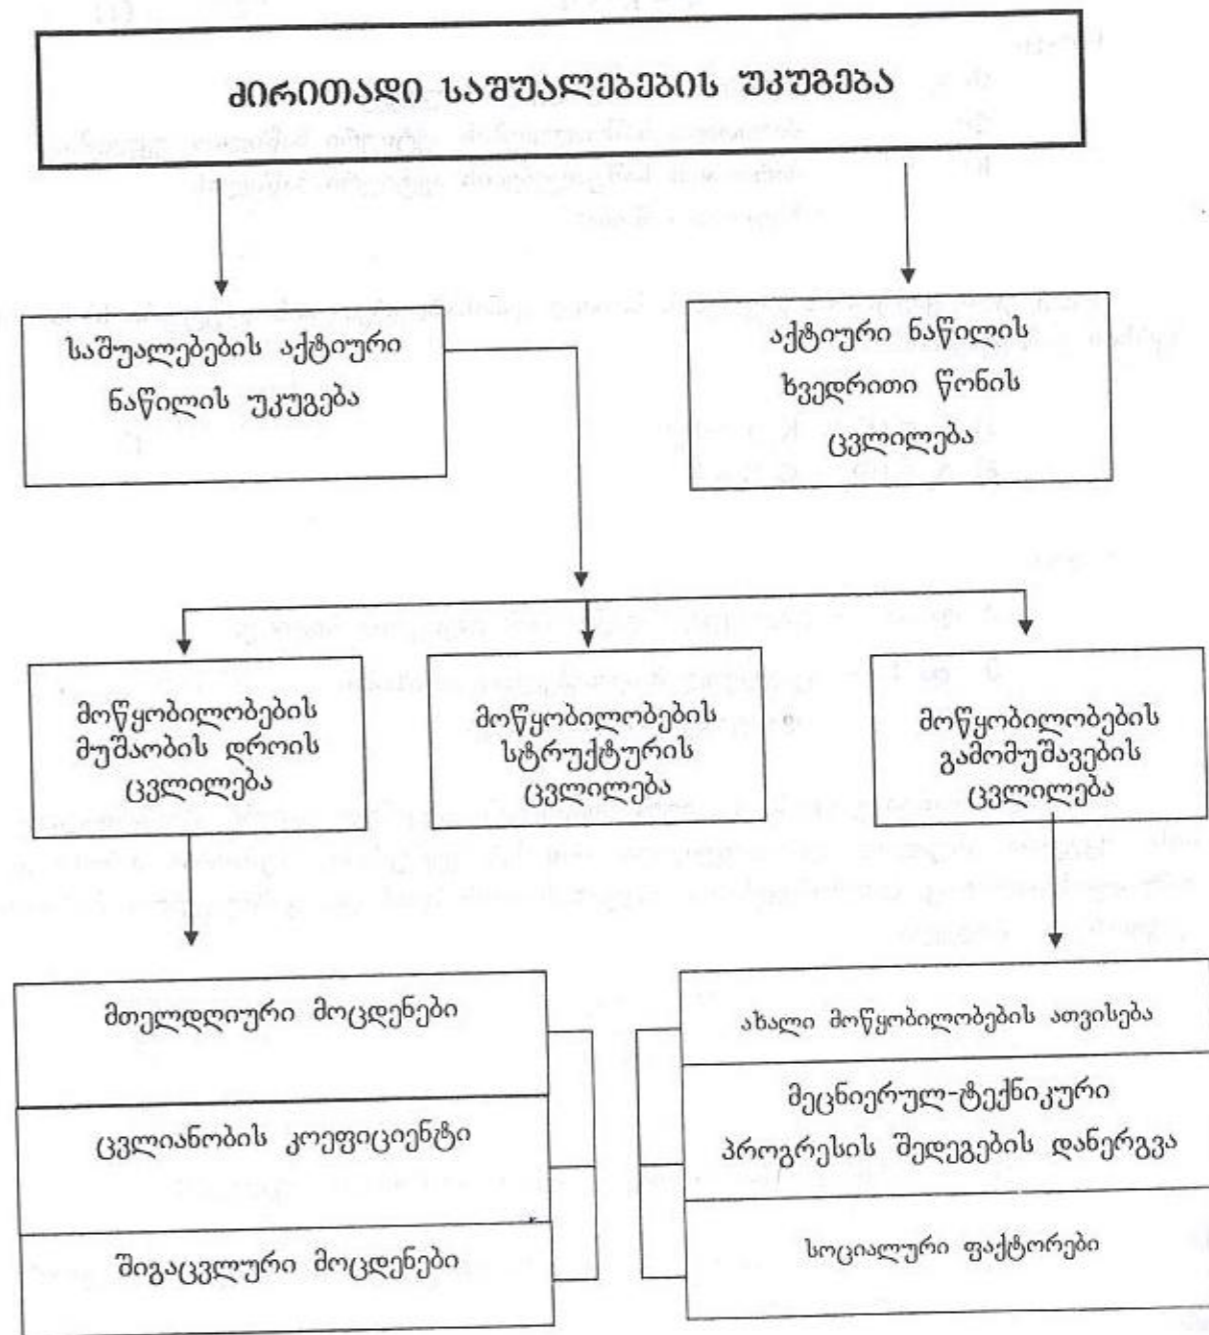 ძირითადი საშუალებების უკუგება
საშუალებების აქტიური
ნაწილის უკუგება
აქტიური ნაწილის
ხვედრითი წონის
ცვლილება
მოწყობილობების
მუშაობის დროის
ცვლილება
მოწყობილობების
სტრუქტურის
ცვლილება
მოწყობილობების
გამომუშავების
ცვლილება
მთელდღიური მოცდენები
ცვლიანობის კოეფიციენტი
შიგაცვლური მოცდენები
ახალი მოწყობილობების ათვისება
მეცნიერულ-ტექნიკური
პროგრესის შედეგების დანერგვა
სოციალური ფაქტორები